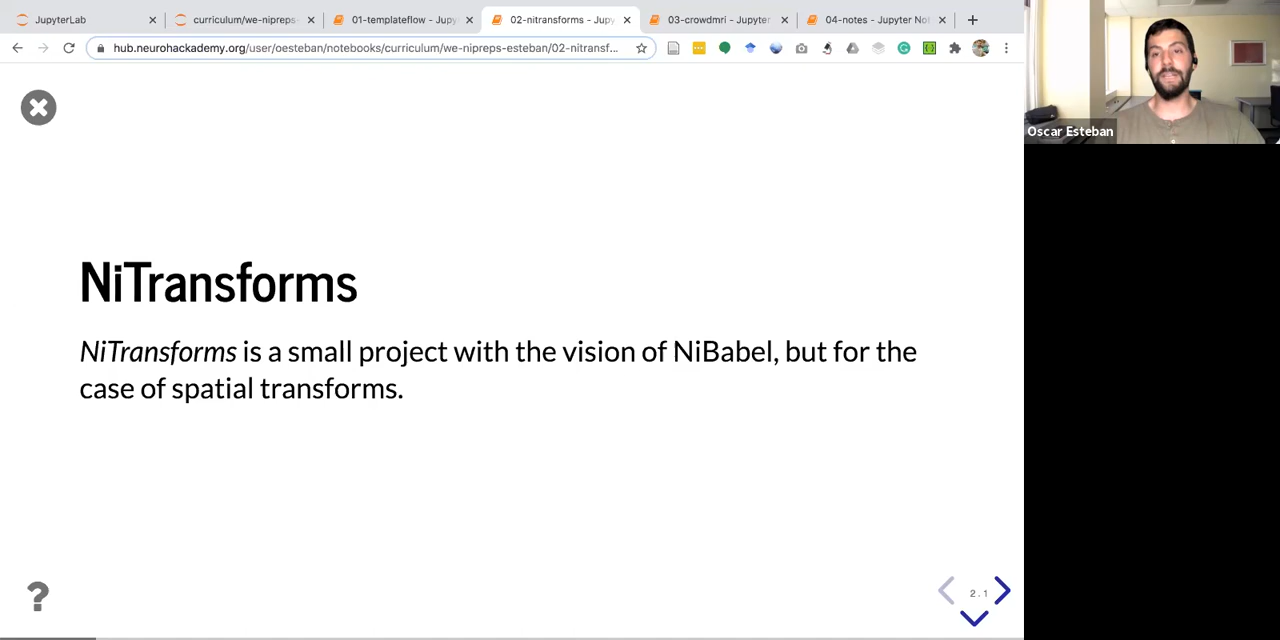 JupyterLab
curriculum/we-nipreps-
01-templateflow - Jupy
02-nitransforms - Jupy
03-crowdmri - Jupyter
04-notes - Jupyter Not
hub.neurohackademy.org/user/oesteban/notebooks/curriculum/we-nipreps-esteban/02-nitransf...
Oscar Esteban
NiTransforms
NiTransforms is a small project with the vision of NiBabel, but for the
case of spatial transforms.
?
2.1